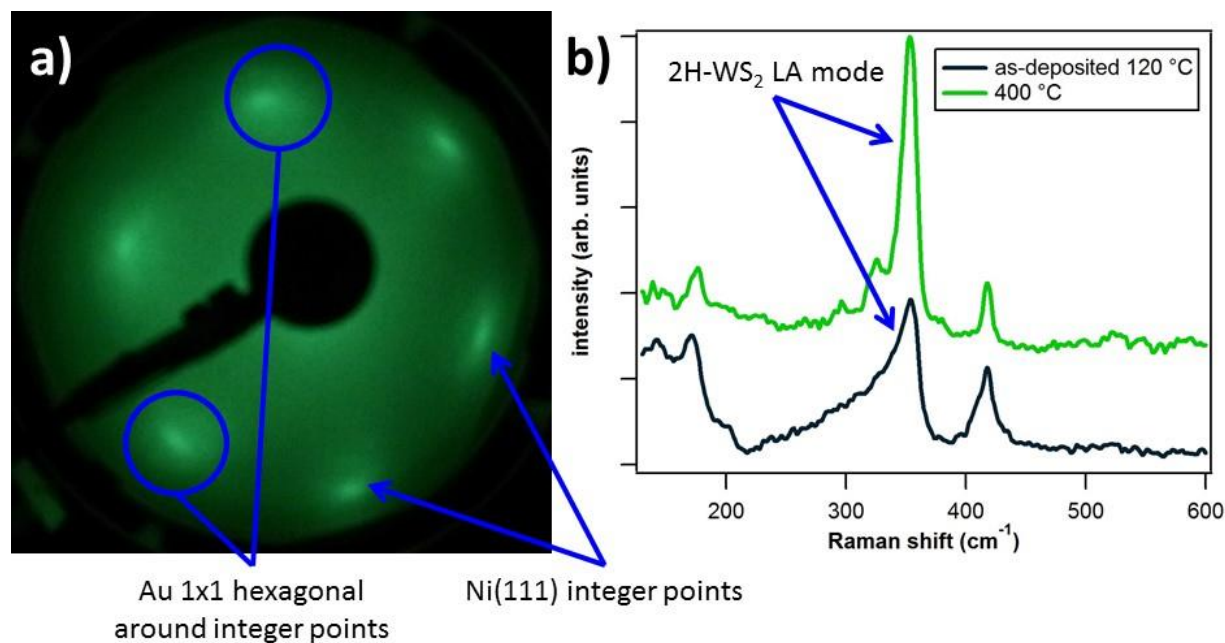 a)
Au 1x1 hexagonal
around integer points
Ni(111) integer points
b)
2H-WS₂ LA mode
as-deposited 120 °C
400 °C
intensity (arb. units)
200
300
400
500
600
Raman shift (cm⁻¹)